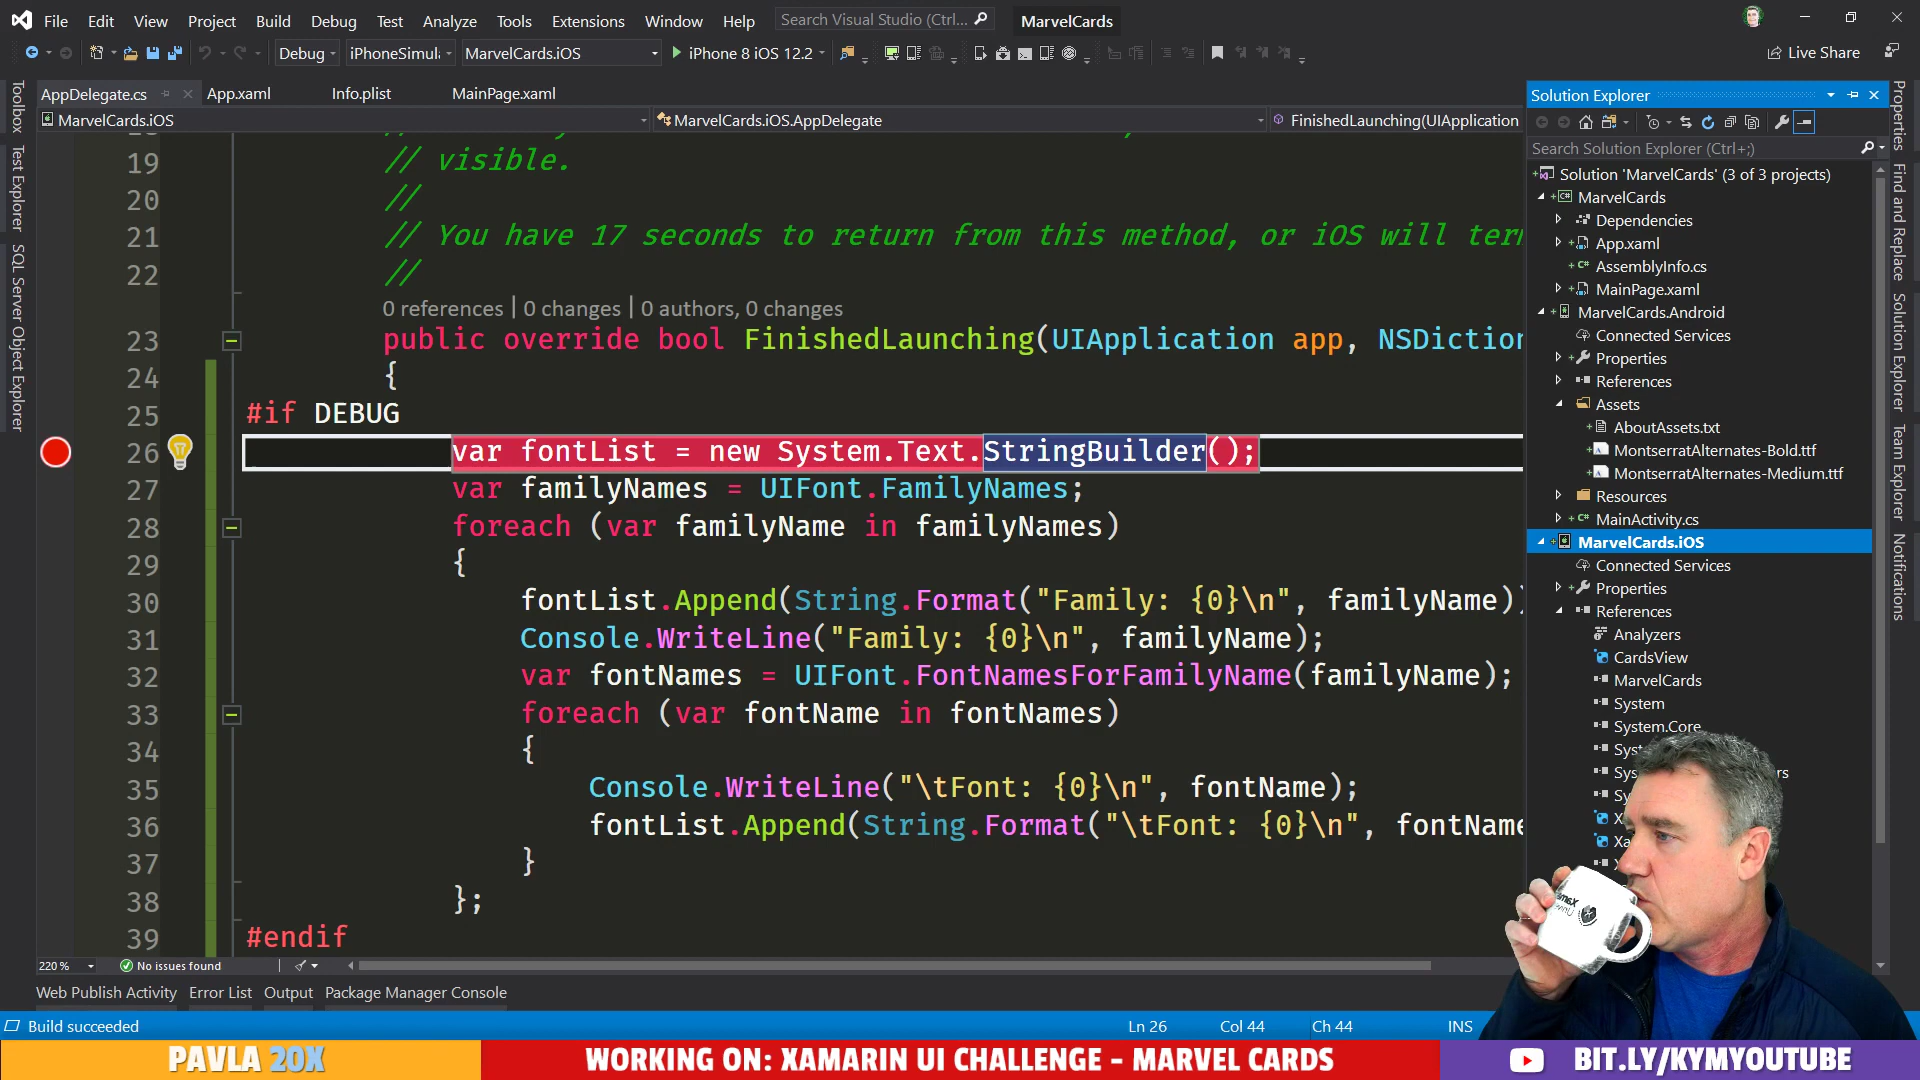 File Edit View Project Build Debug Test Analyze Tools Extensions Window Help Search Visual Studio (Ctrl... MarvelCards
Debug iPhoneSimul MarvelCards.iOS iPhone 8 iOS 12.2 Live Share
AppDelegate.cs App.xaml Info.plist MainPage.xaml
MarvelCards.iOS MarvelCards.iOS.AppDelegate FinishedLaunching(UIApplication
19 // visible.
20 //
21 // You have 17 seconds to return from this method, or iOS will ter
22 //
0 references | 0 changes | 0 authors, 0 changes
23 public override bool FinishedLaunching(UIApplication app, NSDiction
24 {
25 #if DEBUG
26 var fontList = new System.Text.StringBuilder();
27 var familyNames = UIFont.FamilyNames;
28 foreach (var familyName in familyNames)
29 {
30 fontList.Append(String.Format("Family: {0}\n", familyName))
31 Console.WriteLine("Family: {0}\n", familyName);
32 var fontNames = UIFont.FontNamesForFamilyName(familyName);
33 foreach (var fontName in fontNames)
34 {
35 Console.WriteLine("\tFont: {0}\n", fontName);
36 fontList.Append(String.Format("\tFont: {0}\n", fontName
37 }
38 };
39 #endif
220 % No issues found
Web Publish Activity Error List Output Package Manager Console
Build succeeded Ln 26 Col 44 Ch 44 INS
Toolbox
Test Explorer
SQL Server Object Explorer
Solution Explorer
Search Solution Explorer (Ctrl+;)
Solution 'MarvelCards' (3 of 3 projects)
MarvelCards
Dependencies
App.xaml
AssemblyInfo.cs
MainPage.xaml
MarvelCards.Android
Connected Services
Properties
References
Assets
AboutAssets.txt
MontserratAlternates-Bold.ttf
MontserratAlternates-Medium.ttf
Resources
MainActivity.cs
MarvelCards.iOS
Connected Services
Properties
References
Analyzers
CardsView
MarvelCards
System
System.Core
Properties
Find and Replace
Solution Explorer
Team Explorer
Notifications
PAVLA 20X
WORKING ON: XAMARIN UI CHALLENGE - MARVEL CARDS
BIT.LY/KYMYOUTUBE